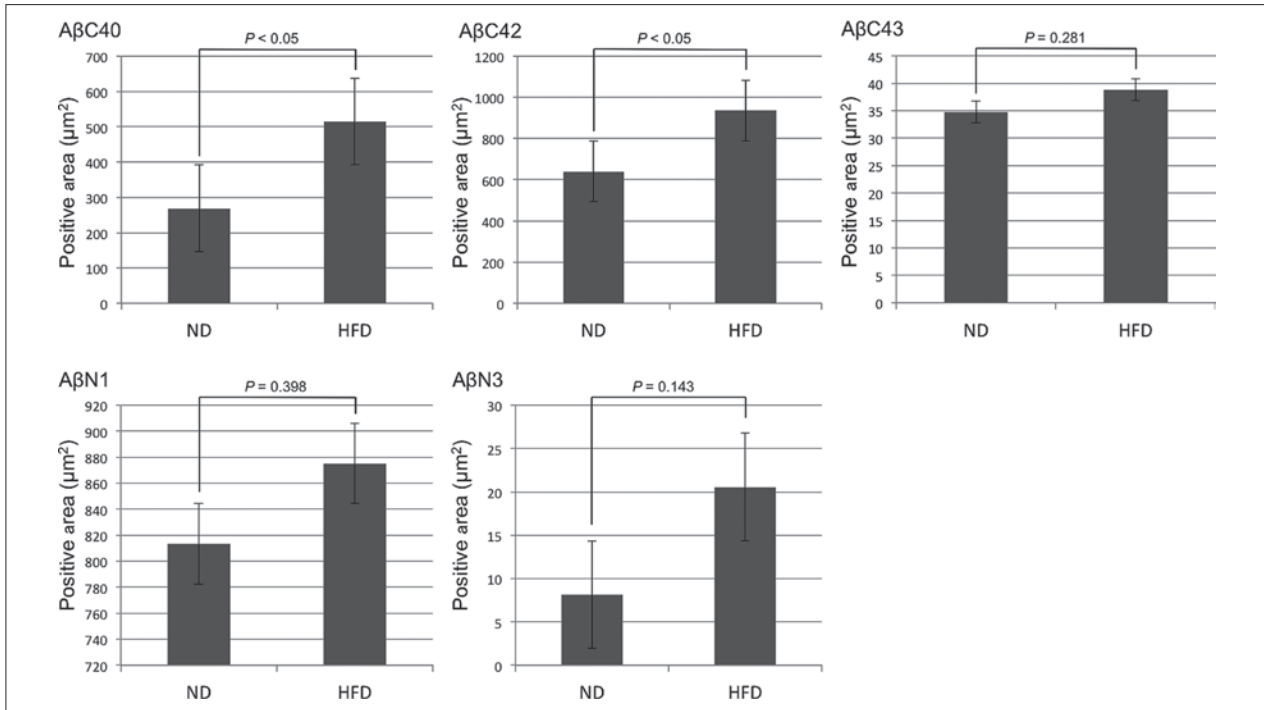 AβC40
P < 0.05
Positive area (µm²)
700
600
500
400
300
200
100
0
ND
HFD
AβC42
P < 0.05
Positive area (µm²)
1200
1000
800
600
400
200
0
ND
HFD
AβC43
P = 0.281
Positive area (µm²)
45
40
35
30
25
20
15
10
5
0
ND
HFD
AβN1
P = 0.398
Positive area (µm²)
920
900
880
860
840
820
800
780
760
740
720
ND
HFD
AβN3
P = 0.143
Positive area (µm²)
30
25
20
15
10
5
0
ND
HFD